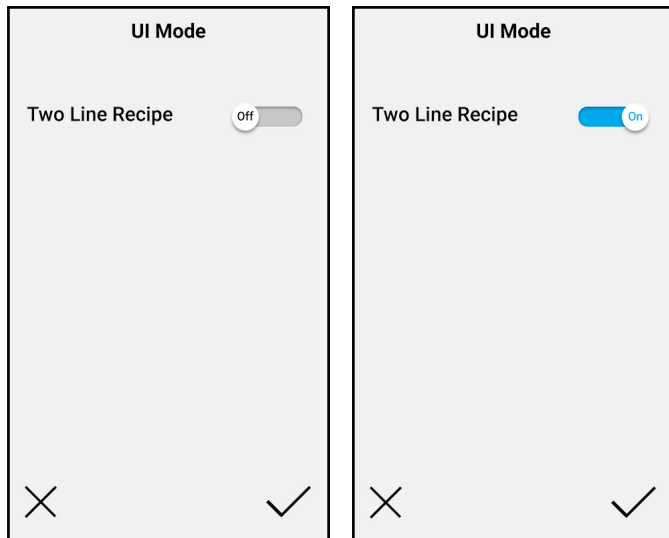 UI Mode
Two Line Recipe Off
UI Mode
Two Line Recipe On